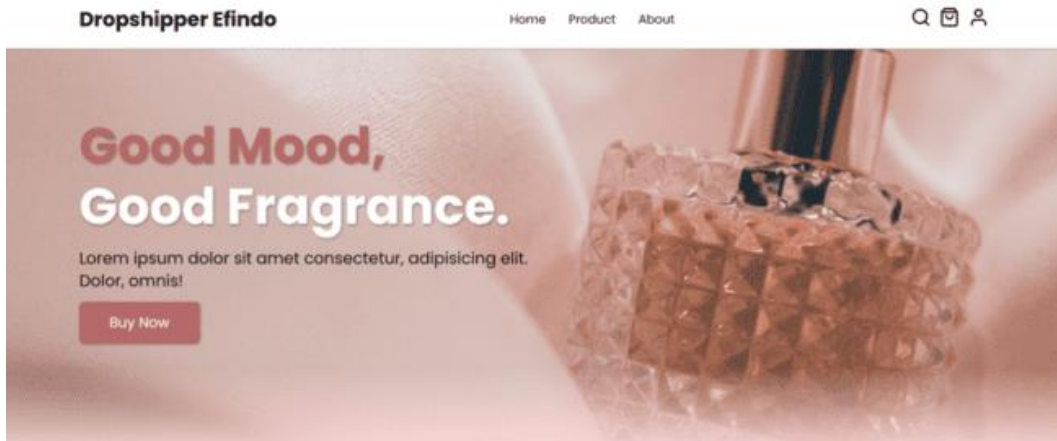 Dropshipper Efindo
Home Product About
Good Mood,
Good Fragrance.
Lorem ipsum dolor sit amet consectetur, adipisicing elit.
Dolor, omnis!
Buy Now